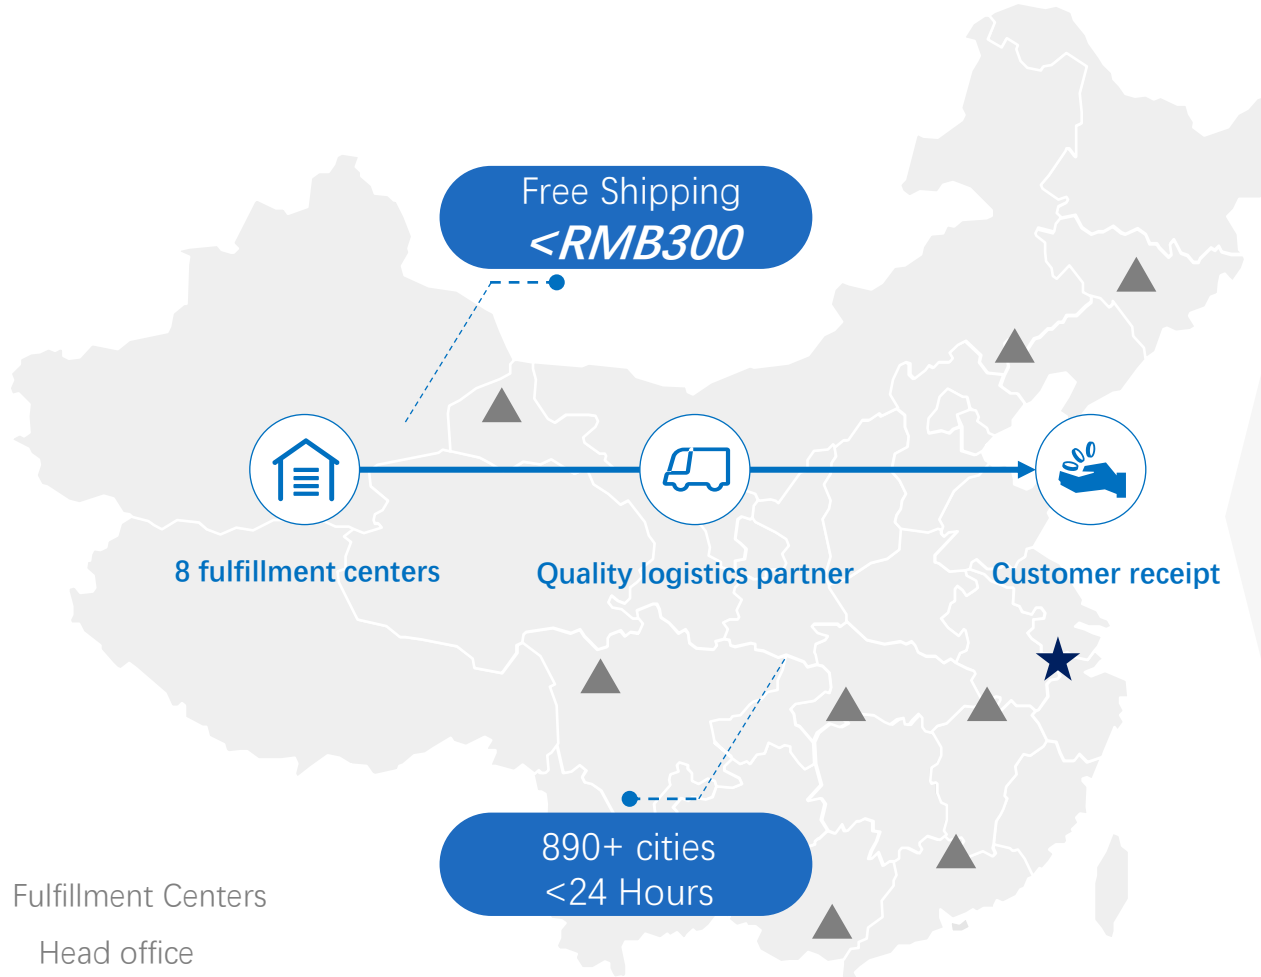 Free Shipping
<RMB300
8 fulfillment centers
Quality logistics partner
Customer receipt
890+ cities
<24 Hours
Fulfillment Centers
Head office